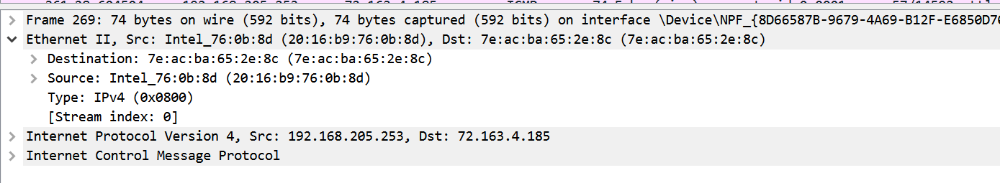 Frame 269: 74 bytes on wire (592 bits), 74 bytes captured (592 bits) on interface \Device\NPF_{8D66587B-9679-4A69-B12F-E6850D76
Ethernet II, Src: Intel_76:0b:8d (20:16:b9:76:0b:8d), Dst: 7e:ac:ba:65:2e:8c (7e:ac:ba:65:2e:8c)
Destination: 7e:ac:ba:65:2e:8c (7e:ac:ba:65:2e:8c)
Source: Intel_76:0b:8d (20:16:b9:76:0b:8d)
Type: IPv4 (0x0800)
[Stream index: 0]
Internet Protocol Version 4, Src: 192.168.205.253, Dst: 72.163.4.185
Internet Control Message Protocol